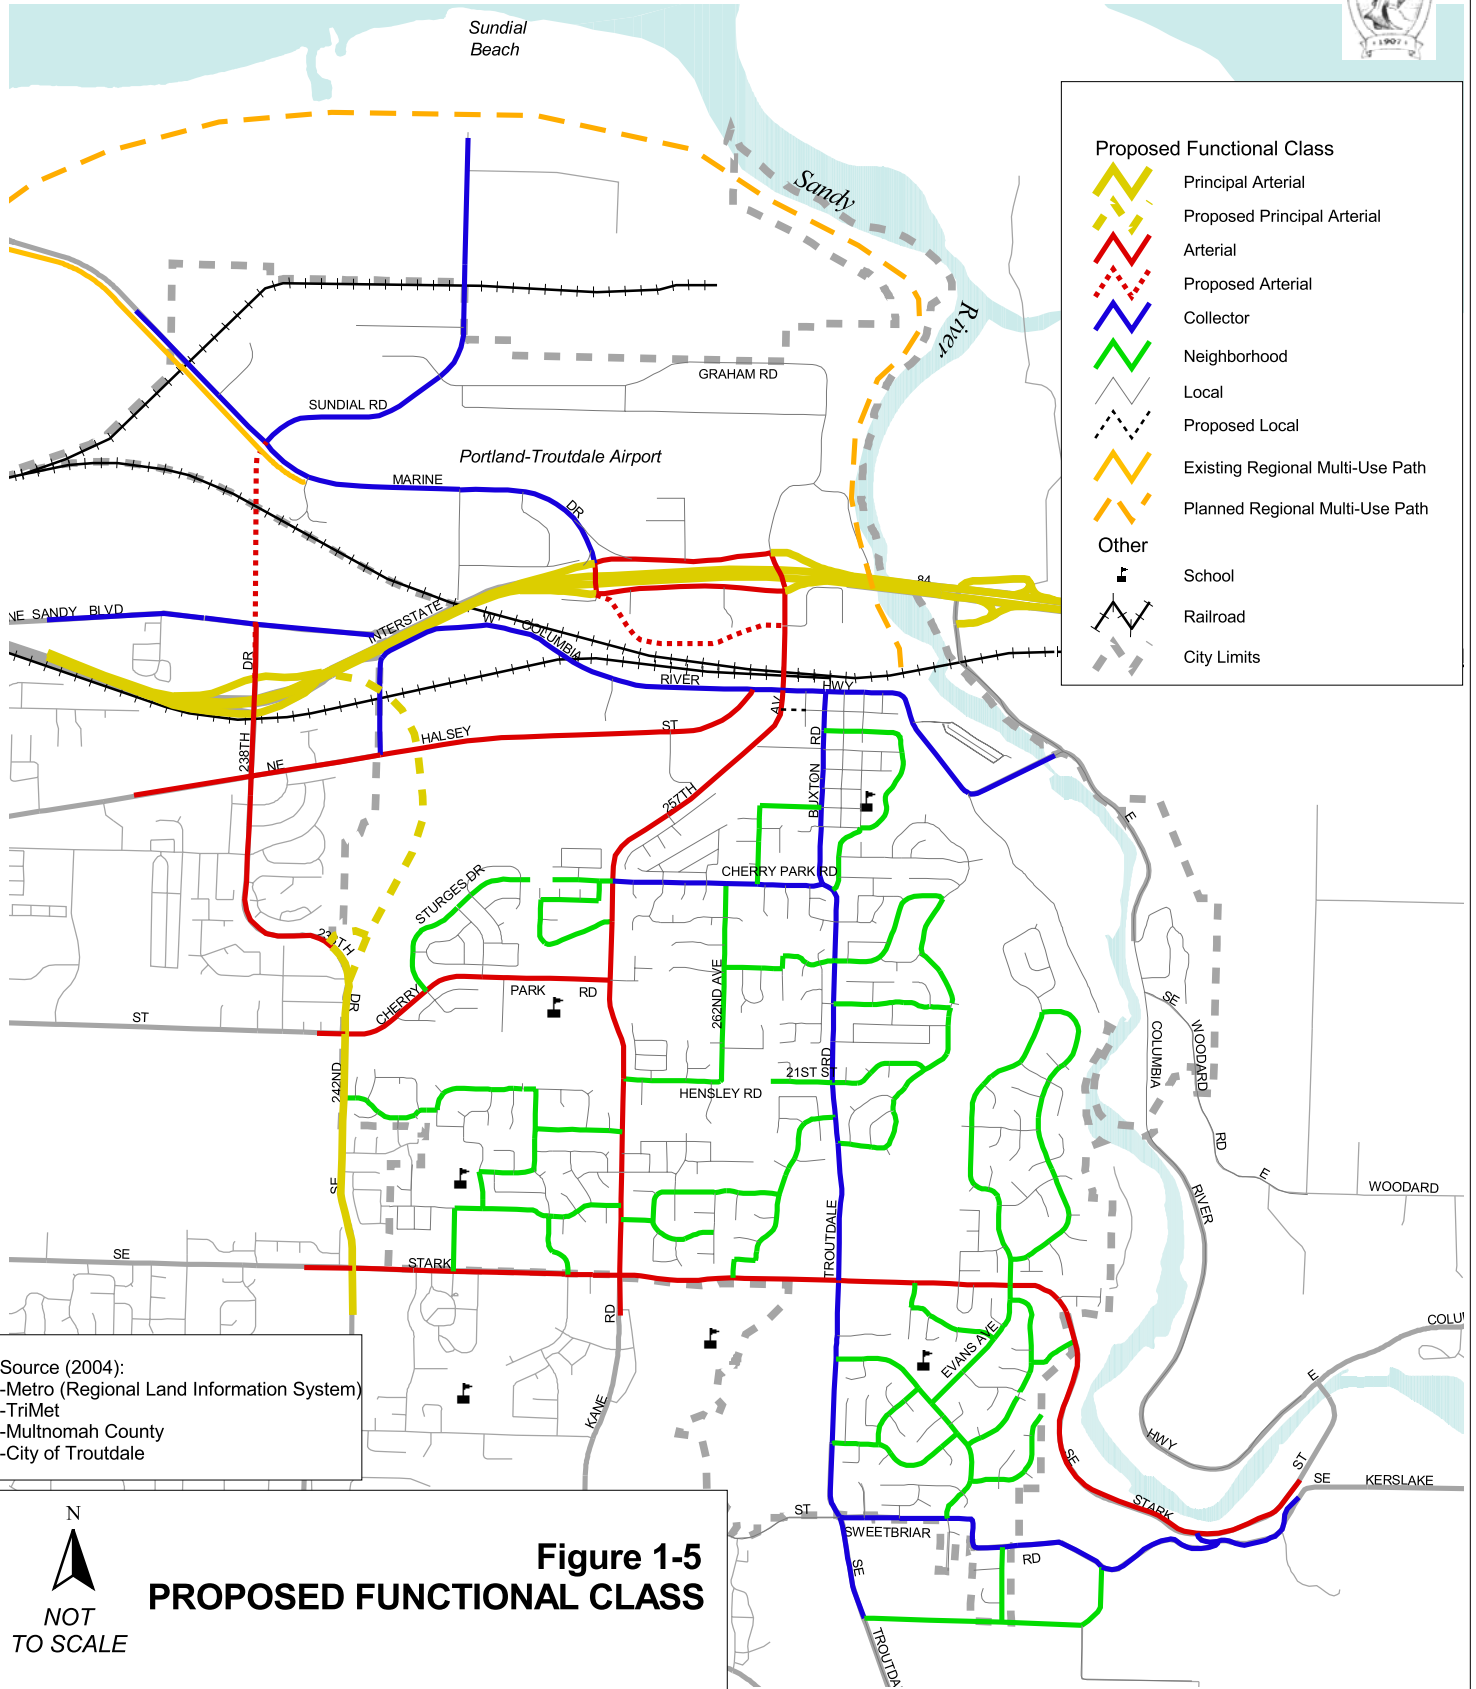 Sundial
Beach
1907
Sandy
River
Proposed Functional Class
Principal Arterial
Proposed Principal Arterial
Arterial
Proposed Arterial
Collector
Neighborhood
Local
Proposed Local
Existing Regional Multi-Use Path
Planned Regional Multi-Use Path
Other
School
Railroad
City Limits
GRAHAM RD
SUNDIAL RD
Portland-Troutdale Airport
MARINE
DR
84
NE SANDY BLVD
INTERSTATE
W
COLUMBIA
RIVER
HWY
DR
238TH
NE
HALSEY
ST
AV
257TH
RD
BUXTON
E
CHERRY PARK RD
STURGES DR
DR
CHERRY
PARK
RD
262ND AVE
ST
242ND
SE
RD
21ST ST
HENSLEY RD
SE
WOODARD
RD
COLUMBIA
E
WOODARD
RIVER
SE
STARK
TROUTDALE
RD
KANE
EVANS AVE
COLU
E
HWY
ST
SE
KERSLAKE
SE
STARK
ST
SWEETBRIAR
RD
SE
TROUTDA
Source (2004):
-Metro (Regional Land Information System)
-TriMet
-Multnomah County
-City of Troutdale
N
NOT
TO SCALE
Figure 1-5
PROPOSED FUNCTIONAL CLASS